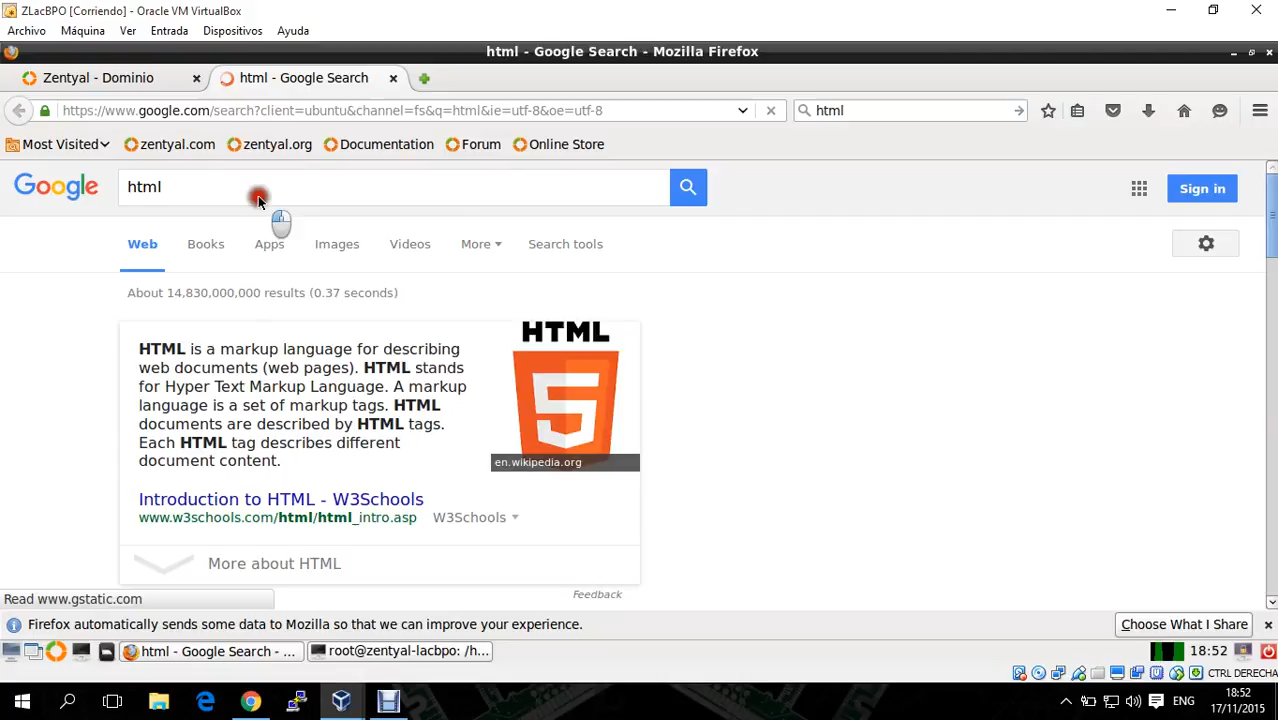 ZLacBPO [Corriendo] - Oracle VM VirtualBox
Archivo Máquina Ver Entrada Dispositivos Ayuda
html - Google Search - Mozilla Firefox
Zentyal - Dominio html - Google Search
https://www.google.com/search?client=ubuntu&channel=fs&q=html&ie=utf-8&oe=utf-8 html
Most Visited zentyal.com zentyal.org Documentation Forum Online Store
Google html Sign in
Web Books Apps Images Videos More Search tools
About 14,830,000,000 results (0.37 seconds)
HTML
5
HTML is a markup language for describing
web documents (web pages). HTML stands
for Hyper Text Markup Language. A markup
language is a set of markup tags. HTML
documents are described by HTML tags.
Each HTML tag describes different
document content.
en.wikipedia.org
Introduction to HTML - W3Schools
www.w3schools.com/html/html_intro.asp W3Schools
More about HTML
Feedback
Read www.gstatic.com
Firefox automatically sends some data to Mozilla so that we can improve your experience. Choose What I Share
html - Google Search - ... root@zentyal-lacbpo: /h... 18:52
CTRL DERECHA
ENG 18:52
17/11/2015